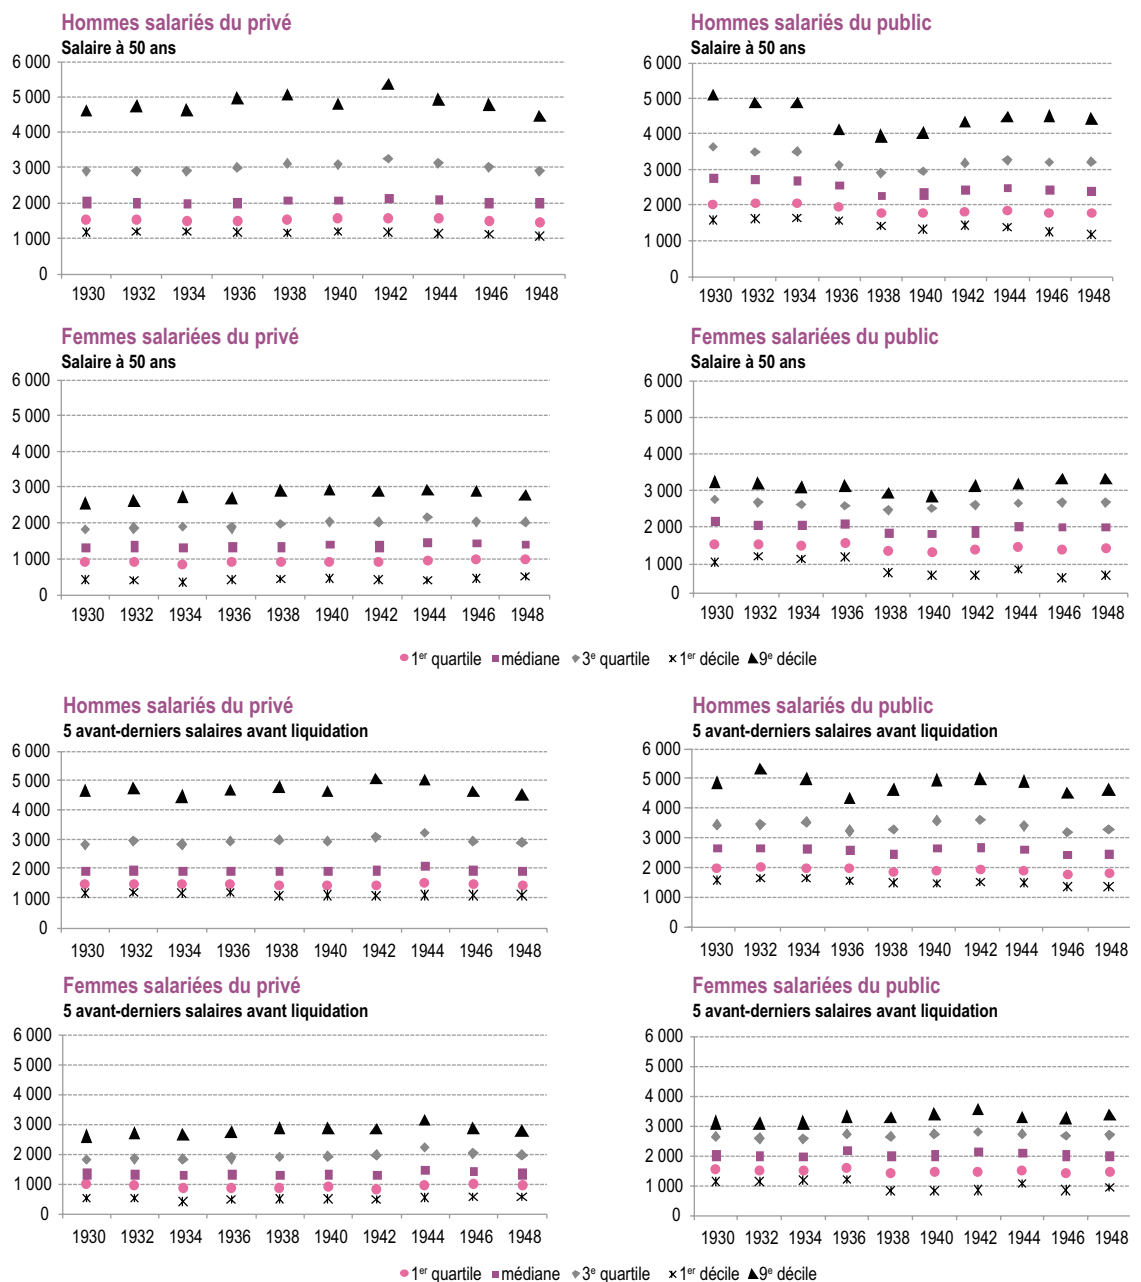 Hommes salariés du privé
Salaire à 50 ans
6 000
5 000
4 000
3 000
2 000
1 000
0
1930 1932 1934 1936 1938 1940 1942 1944 1946 1948
Hommes salariés du public
Salaire à 50 ans
6 000
5 000
4 000
3 000
2 000
1 000
0
1930 1932 1934 1936 1938 1940 1942 1944 1946 1948
Femmes salariées du privé
Salaire à 50 ans
6 000
5 000
4 000
3 000
2 000
1 000
0
1930 1932 1934 1936 1938 1940 1942 1944 1946 1948
Femmes salariées du public
Salaire à 50 ans
6 000
5 000
4 000
3 000
2 000
1 000
0
1930 1932 1934 1936 1938 1940 1942 1944 1946 1948
1er quartile médiane 3e quartile 1er décile 9e décile
Hommes salariés du privé
5 avant-derniers salaires avant liquidation
6 000
5 000
4 000
3 000
2 000
1 000
0
1930 1932 1934 1936 1938 1940 1942 1944 1946 1948
Hommes salariés du public
5 avant-derniers salaires avant liquidation
6 000
5 000
4 000
3 000
2 000
1 000
0
1930 1932 1934 1936 1938 1940 1942 1944 1946 1948
Femmes salariées du privé
5 avant-derniers salaires avant liquidation
6 000
5 000
4 000
3 000
2 000
1 000
0
1930 1932 1934 1936 1938 1940 1942 1944 1946 1948
Femmes salariées du public
5 avant-derniers salaires avant liquidation
6 000
5 000
4 000
3 000
2 000
1 000
0
1930 1932 1934 1936 1938 1940 1942 1944 1946 1948
1er quartile médiane 3e quartile 1er décile 9e décile